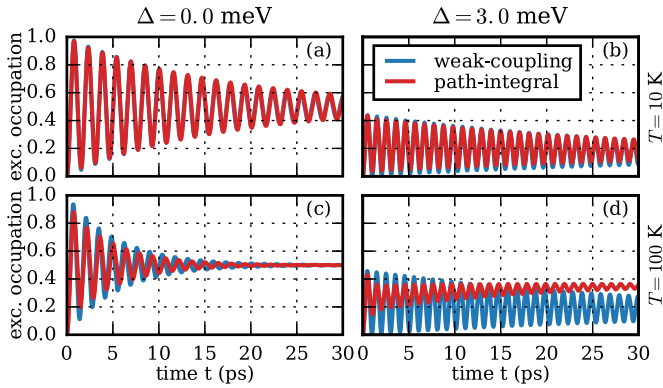 Δ = 0.0 meV
Δ = 3.0 meV
exc. occupation
1.0
0.8
0.6
0.4
0.2
0.0
(a)
(b)
weak-coupling
path-integral
T = 10 K
exc. occupation
1.0
0.8
0.6
0.4
0.2
0.0
(c)
(d)
T = 100 K
0 5 10 15 20 25 30
0 5 10 15 20 25 30
time t (ps)
time t (ps)